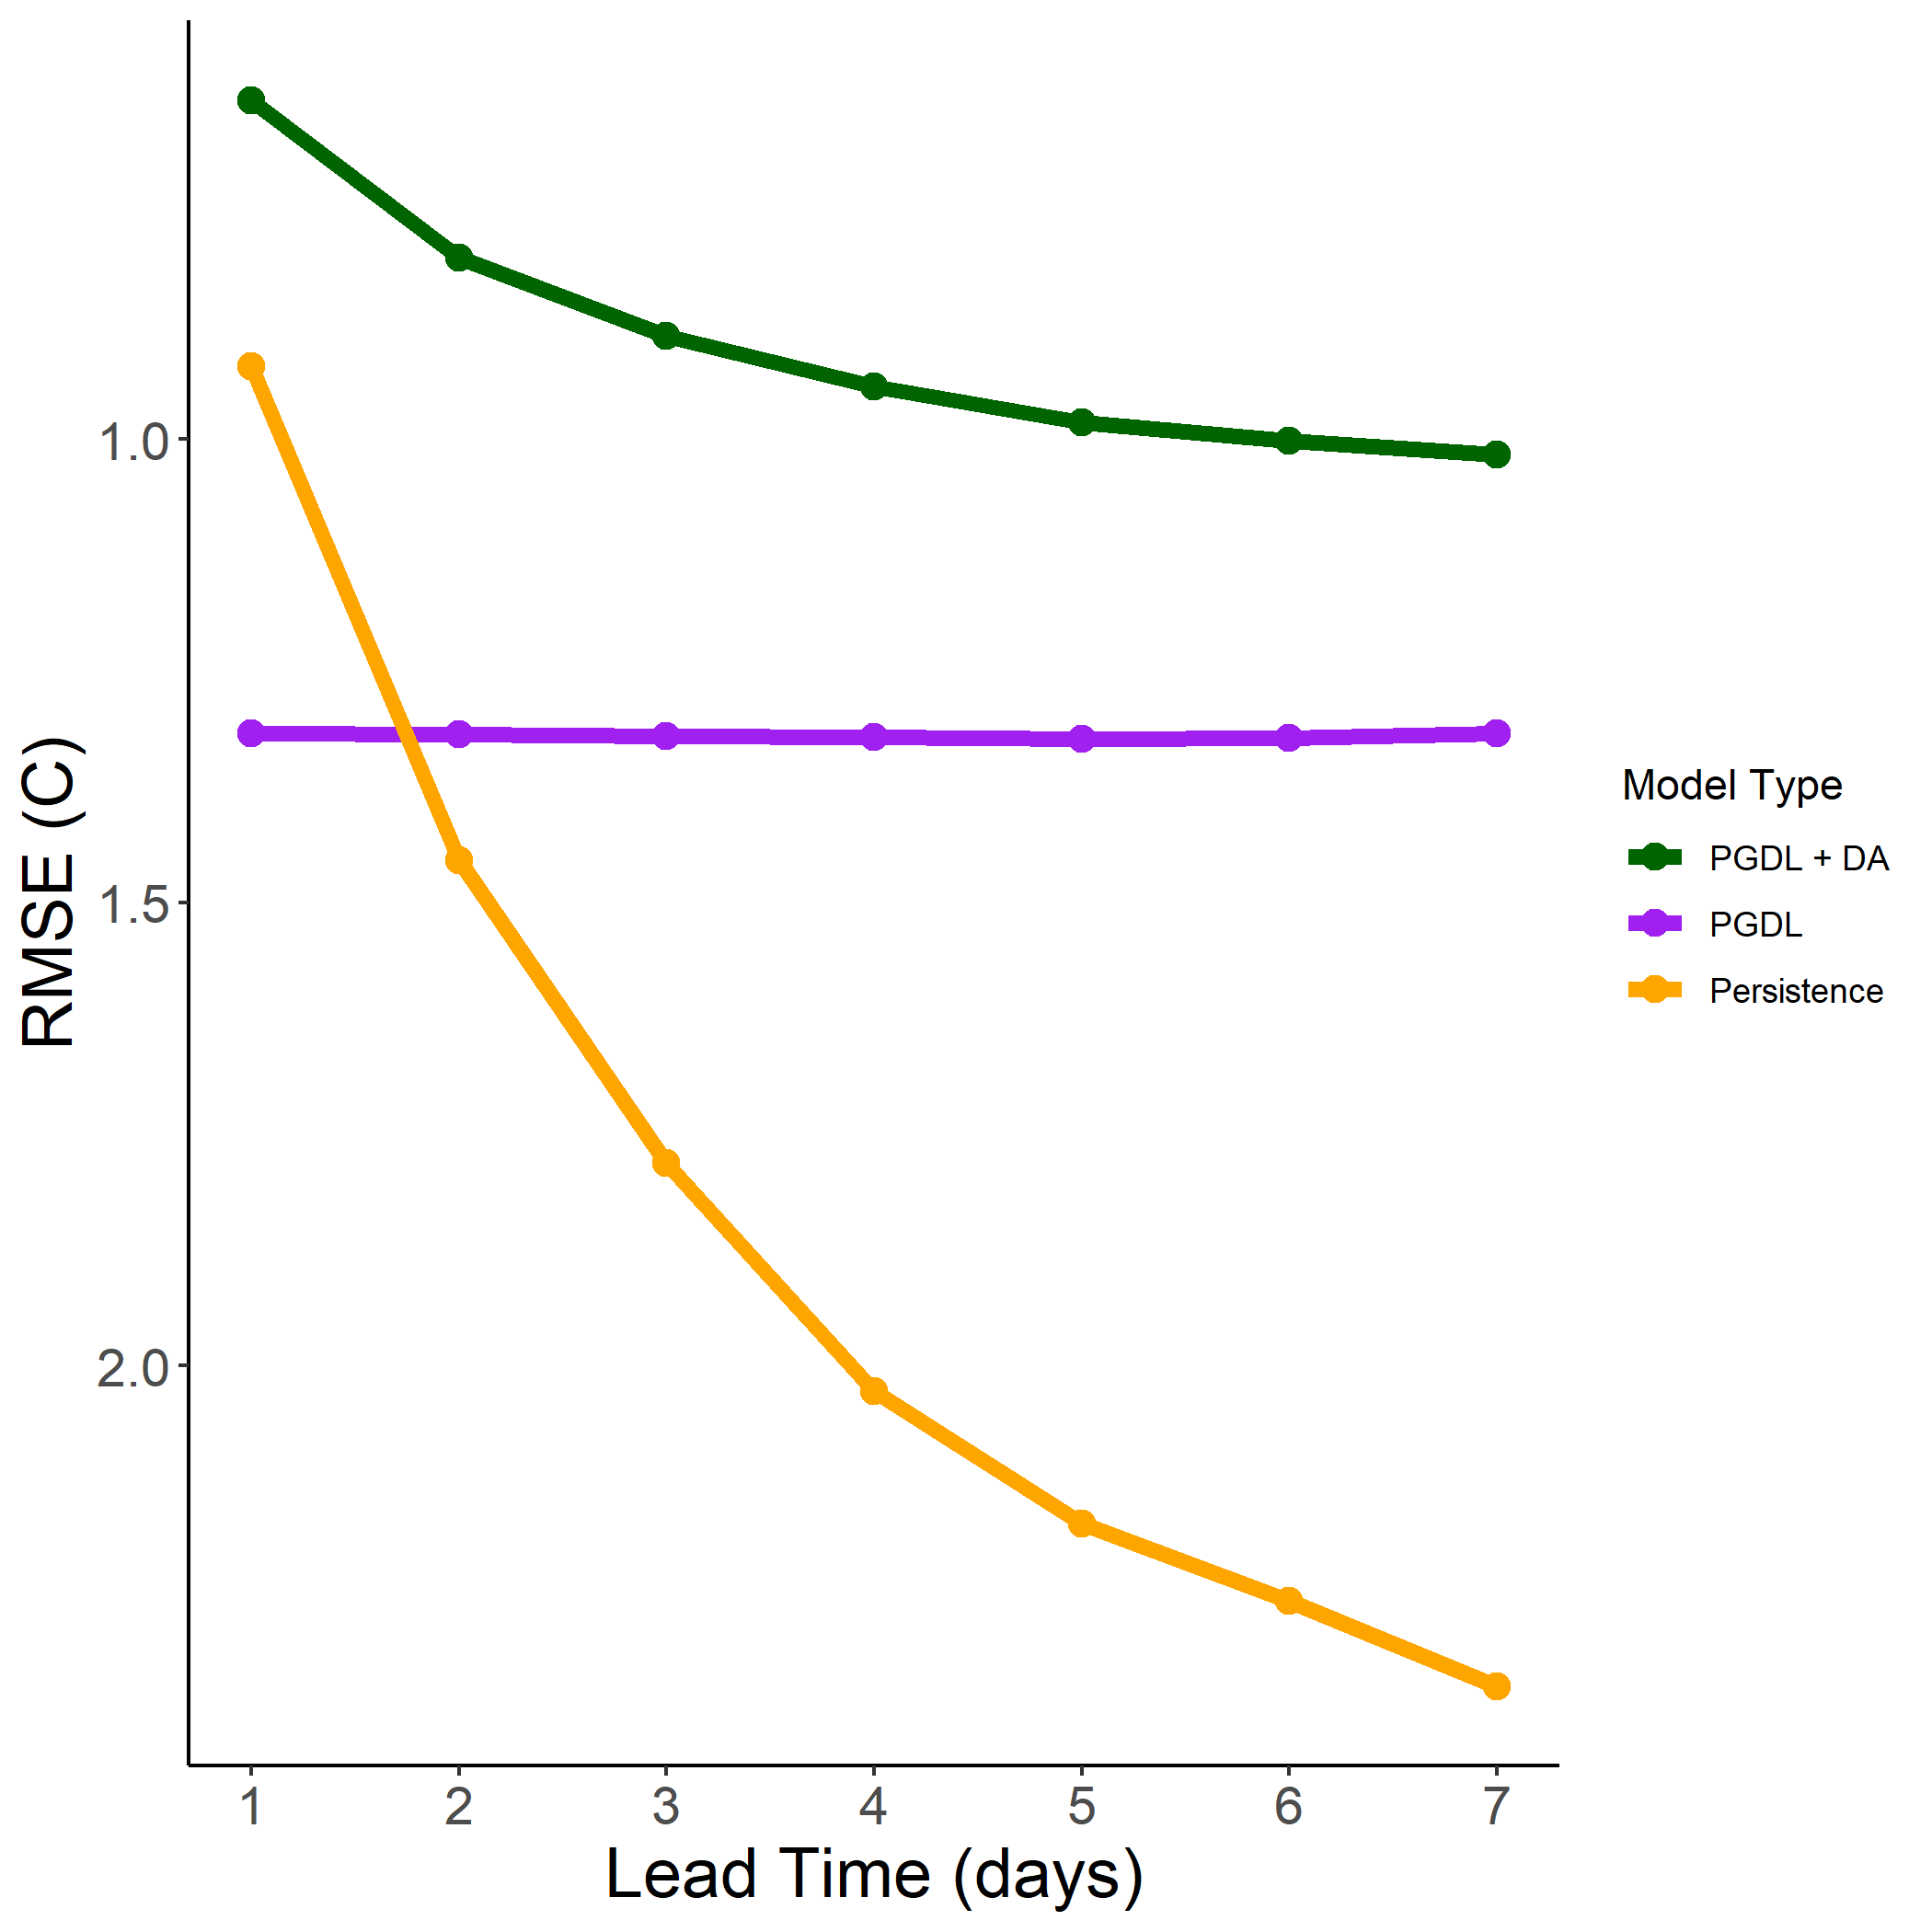 1.0
1.5
2.0
RMSE (C)
1 2 3 4 5 6 7
Lead Time (days)
Model Type
PGDL + DA
PGDL
Persistence